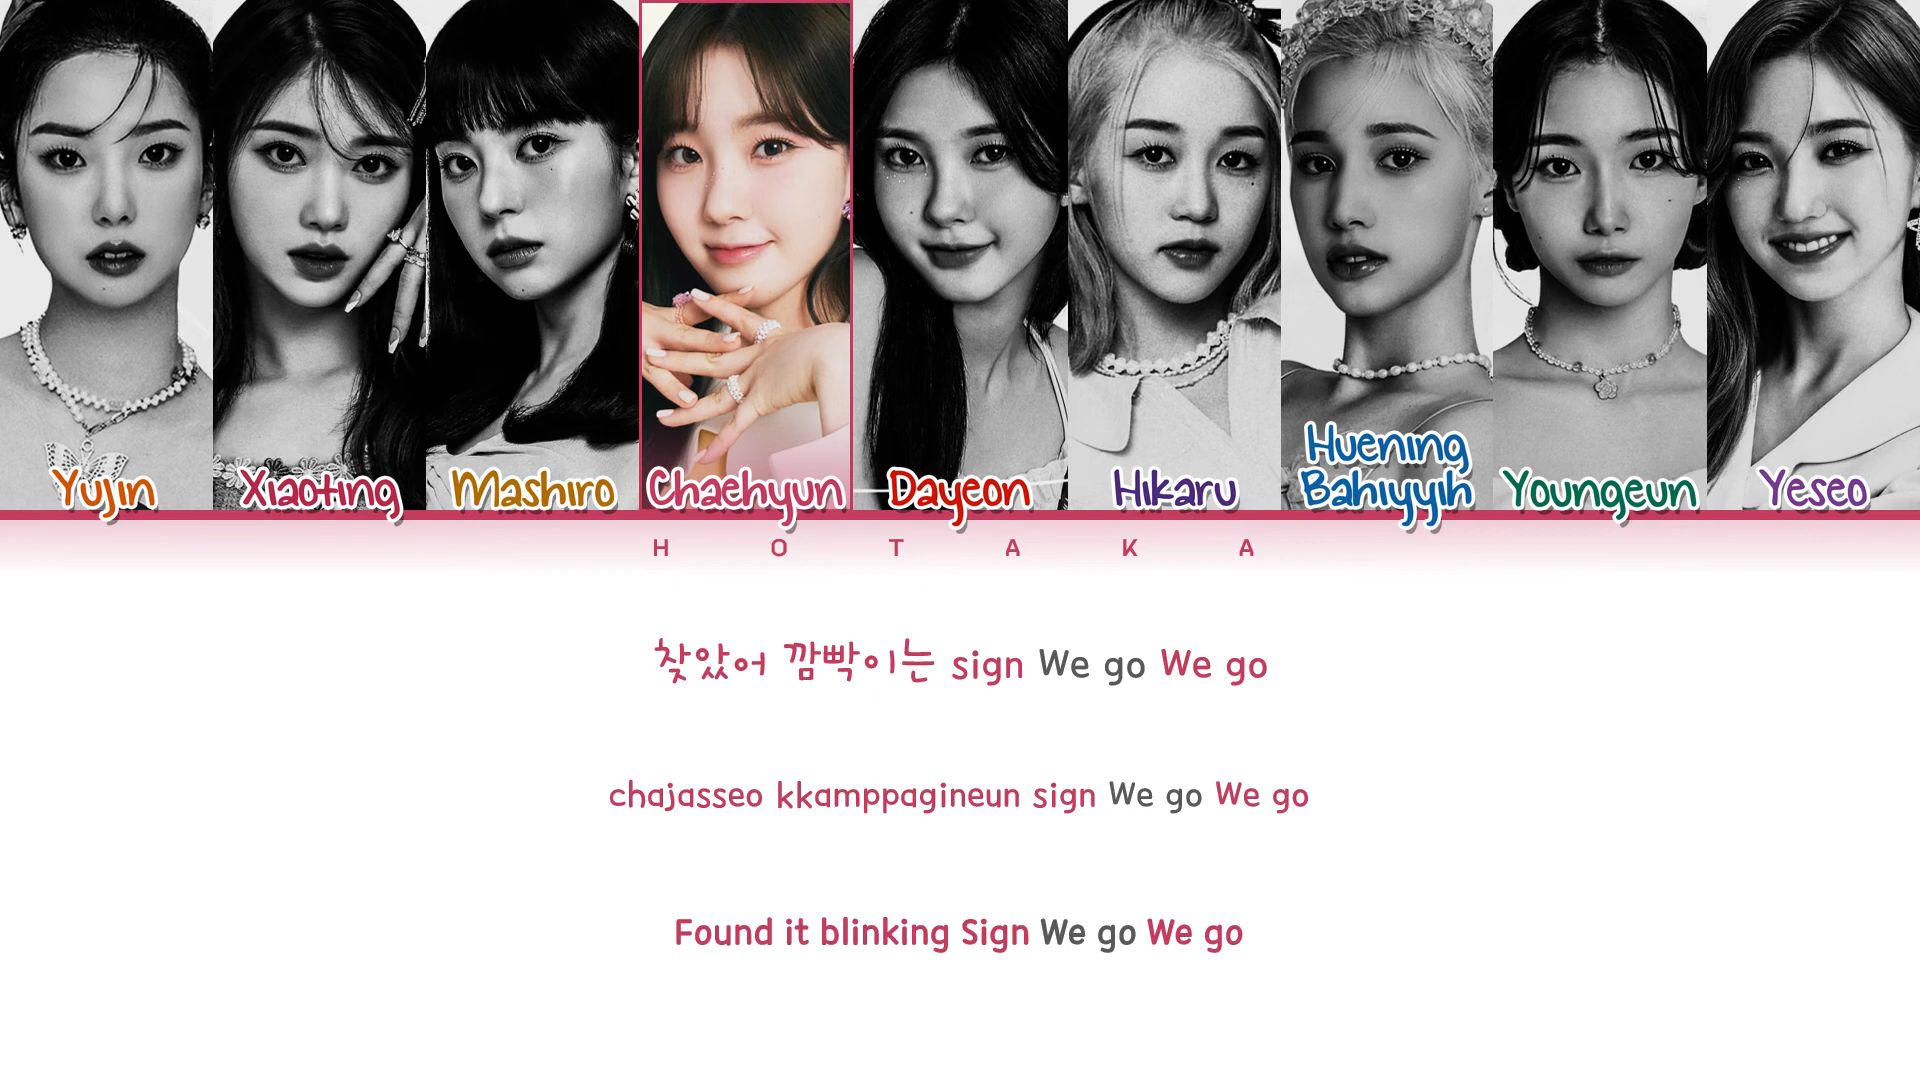 Yujin Xiaoting Mashiro Chaehyun Dayeon Hikaru Huening Bahiyyih Youngeun Yeseo
H O T A K A
찾았어 깜빡이는 sign We go We go
chajasseo kkamppagineun sign We go We go
Found it blinking Sign We go We go